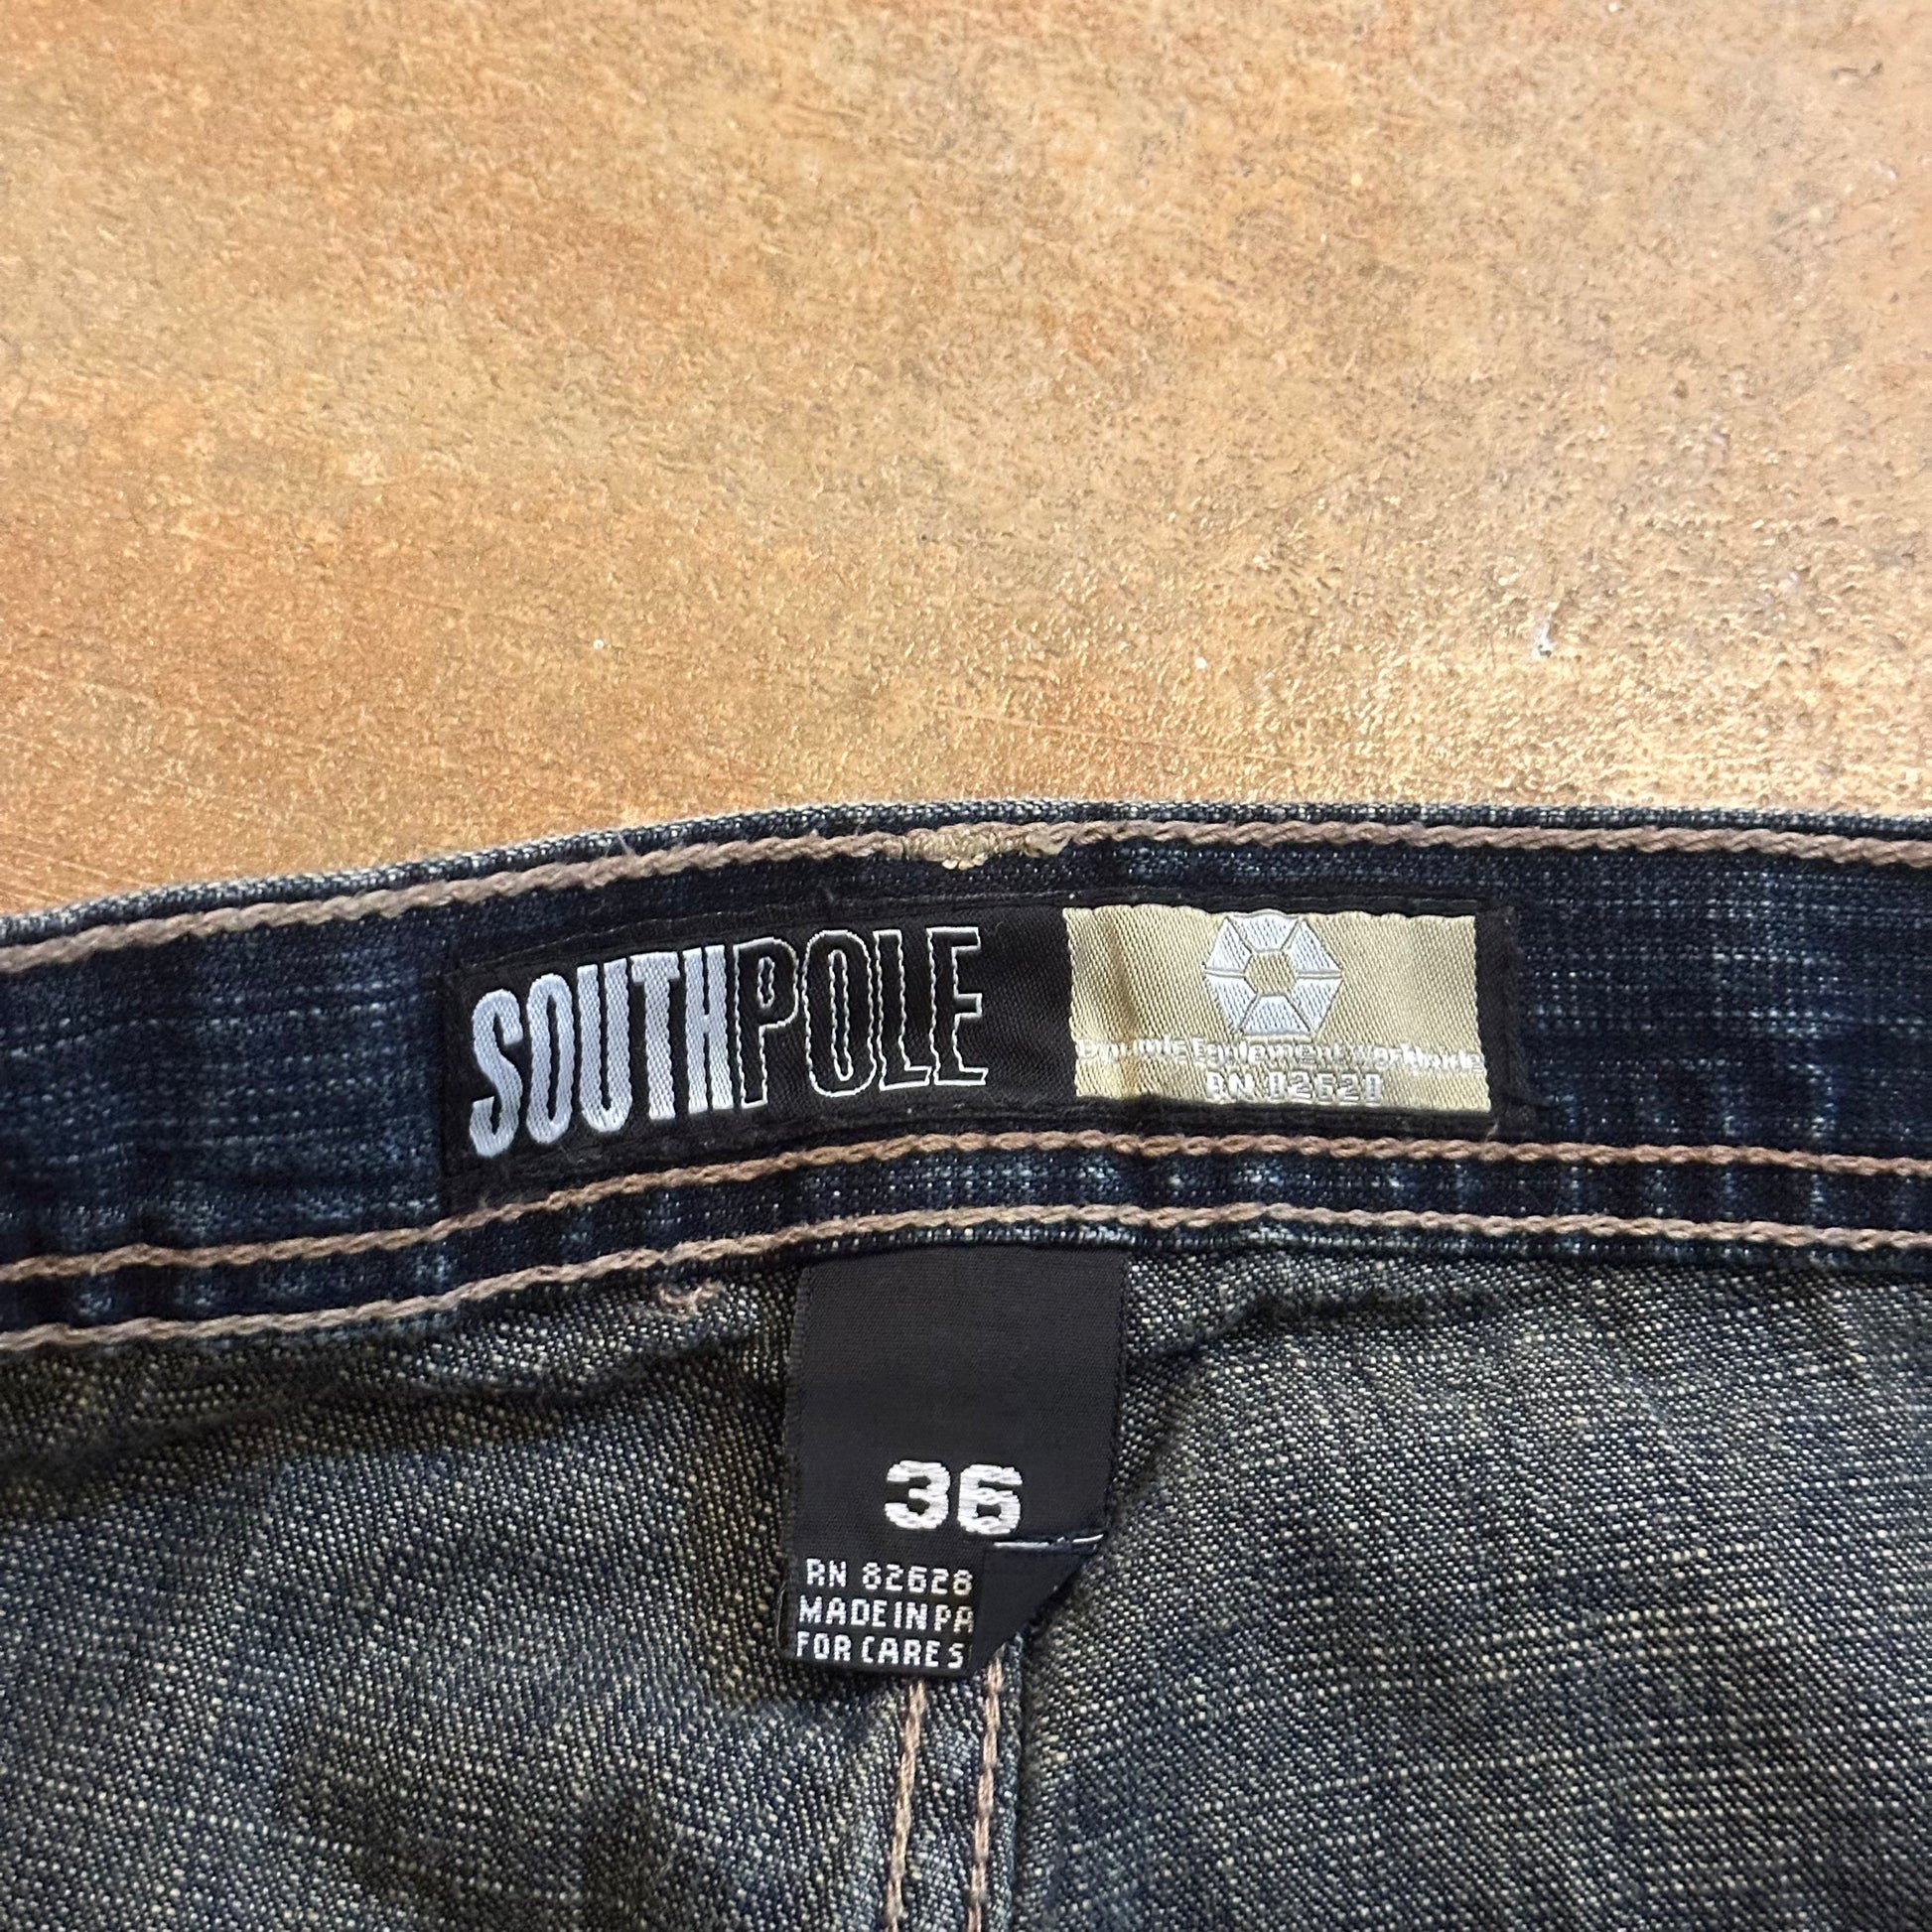 SOUTHPOLE
RN 82628
36
RN 82628
MADE IN PA
FOR CARE S